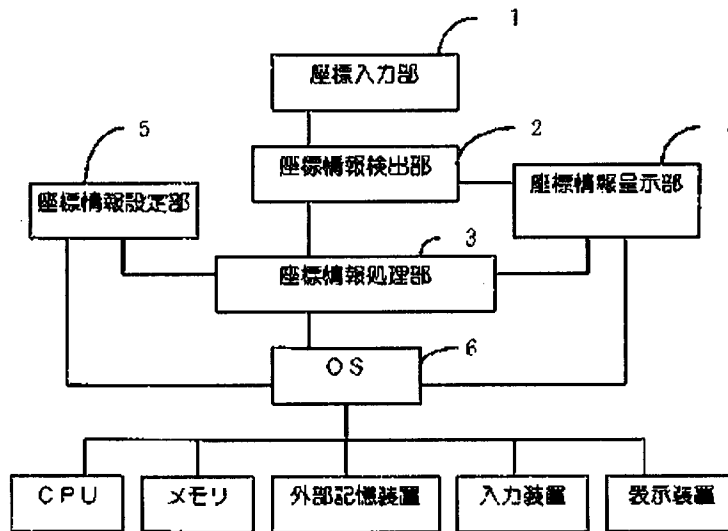 1
座標入力部
5
2
座標情報検出部
座標情報設定部
座標情報呈示部
3
座標情報処理部
6
OS
CPU
メモリ
外部記憶装置
入力装置
表示装置